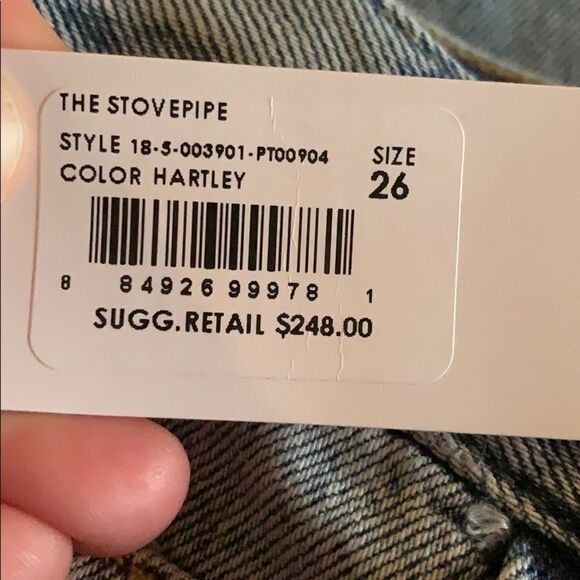 THE STOVEPIPE
STYLE 18-5-003901-PT00904
COLOR HARTLEY
SIZE
26
8 84926 99978 1
SUGG.RETAIL $248.00